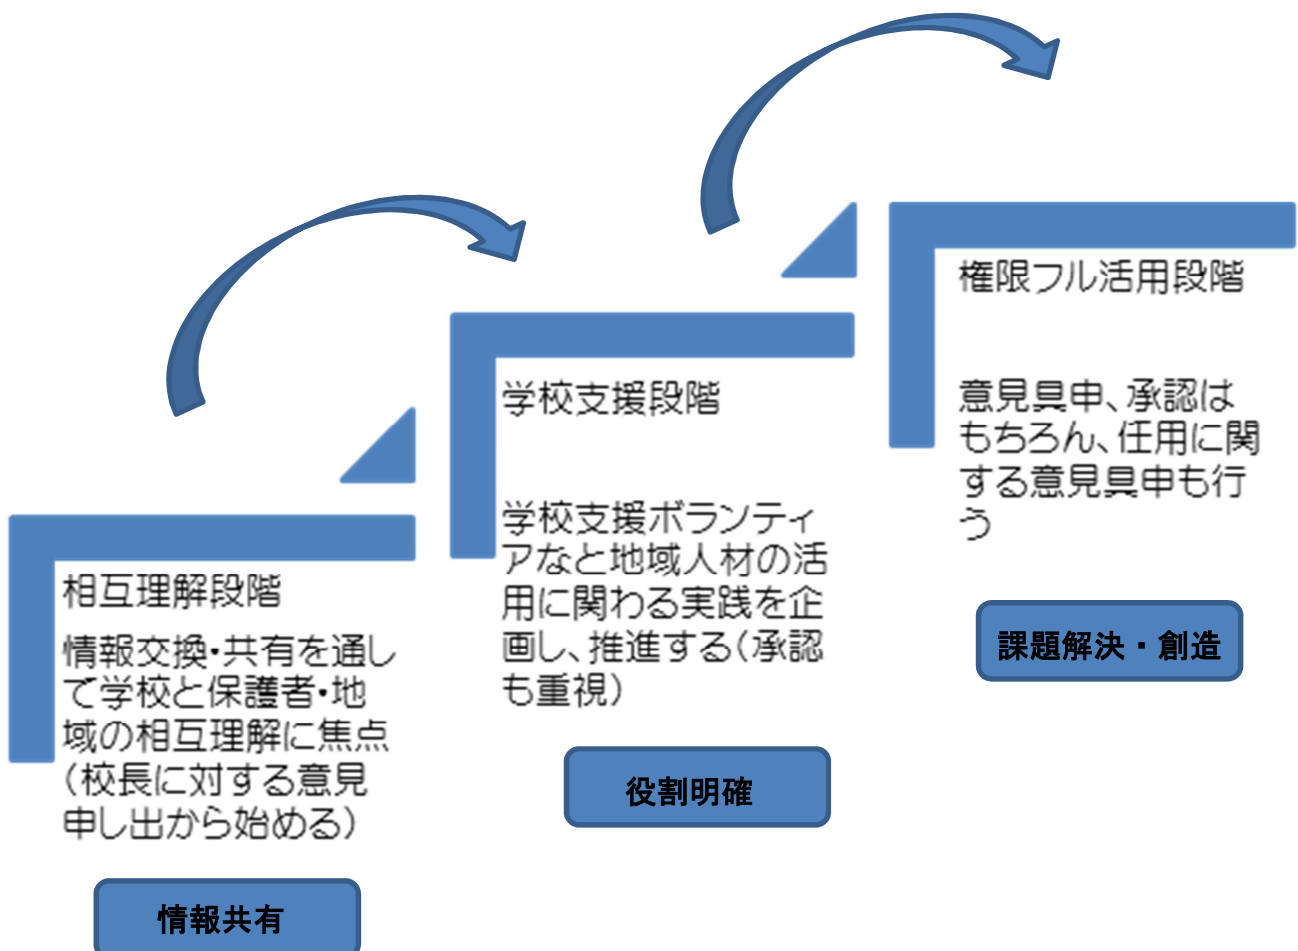 相互理解段階
情報交換・共有を通し
て学校と保護者・地
域の相互理解に焦点
（校長に対する意見
申し出から始める）
情報共有
学校支援段階
学校支援ボランティ
アなと地域人材の活
用に関わる実践を企
画し、推進する（承認
も重視）
役割明確
権限フル活用段階
意見具申、承認は
もちろん、任用に関
する意見具申も行
う
課題解決・創造